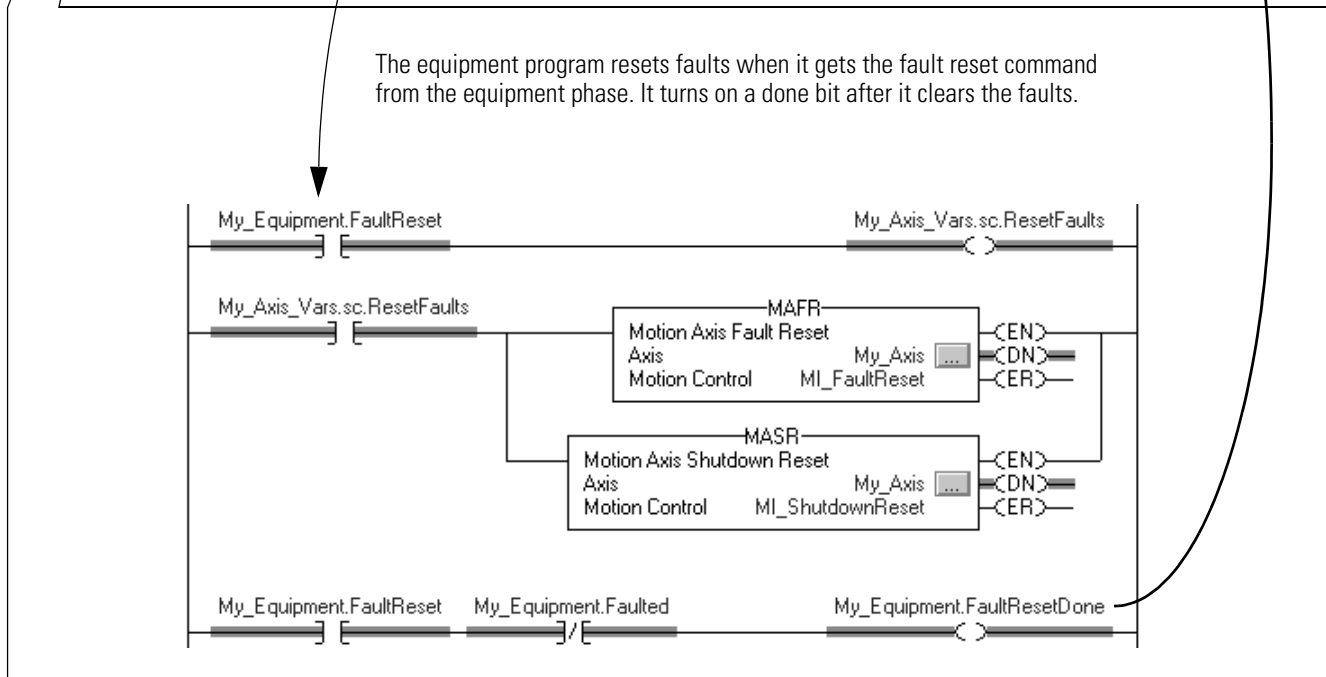 The equipment program resets faults when it gets the fault reset command
from the equipment phase. It turns on a done bit after it clears the faults.
My_Equipment.FaultReset My_Axis_Vars.sc.ResetFaults
My_Axis_Vars.sc.ResetFaults
MAFR
Motion Axis Fault Reset
Axis My_Axis ...
Motion Control MI_FaultReset
EN
DN
ER
MASR
Motion Axis Shutdown Reset
Axis My_Axis ...
Motion Control MI_ShutdownReset
EN
DN
ER
My_Equipment.FaultReset My_Equipment.Faulted My_Equipment.FaultResetDone